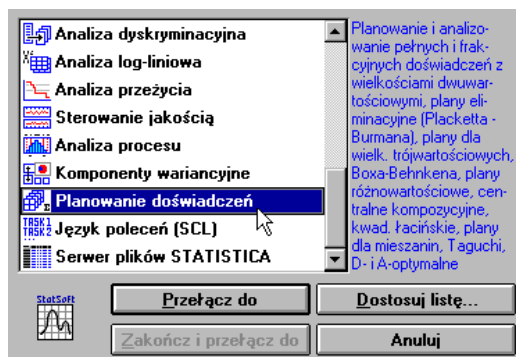 Analiza dyskryminacyjna
Analiza log-liniowa
Analiza przeżycia
Sterowanie jakością
Analiza procesu
Komponenty wariancyjne
Planowanie doświadczeń
TASK1
TASK2
Język poleceń (SCL)
Serwer plików STATISTICA
Planowanie i analizo-
wanie pełnych i frak-
cyjnych doświadczeń z
wielkościami dwuwar-
tościowymi, plany eli-
minacyjne (Placketta -
Burmana), plany dla
wielk. trójwartościowych,
Boxa-Behnkena, plany
różnowartościowe, cen-
tralne kompozycyjne,
kwad. łacińskie, plany
dla mieszanin, Taguchi,
D- i A-optymalne
StatSoft
Przełącz do
Dostosuj listę...
Zakończ i przełącz do
Anuluj